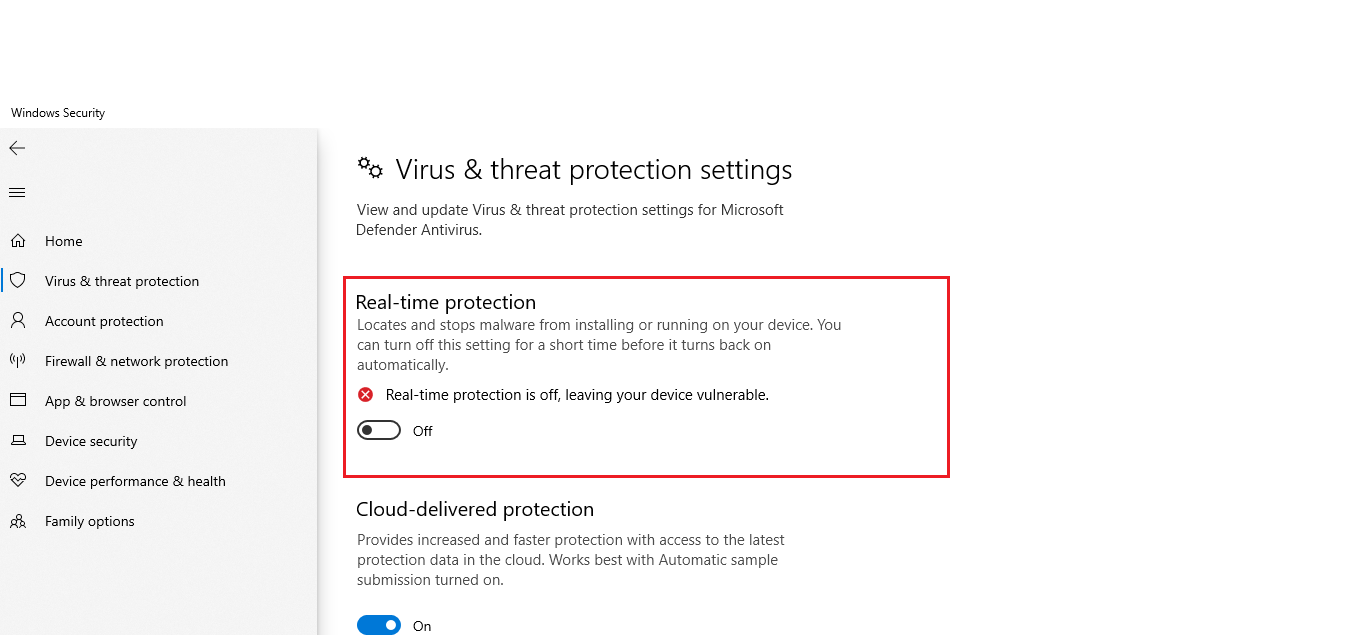 Windows Security
Home
Virus & threat protection
Account protection
Firewall & network protection
App & browser control
Device security
Device performance & health
Family options
Virus & threat protection settings
View and update Virus & threat protection settings for Microsoft
Defender Antivirus.
Real-time protection
Locates and stops malware from installing or running on your device. You
can turn off this setting for a short time before it turns back on
automatically.
Real-time protection is off, leaving your device vulnerable.
Off
Cloud-delivered protection
Provides increased and faster protection with access to the latest
protection data in the cloud. Works best with Automatic sample
submission turned on.
On